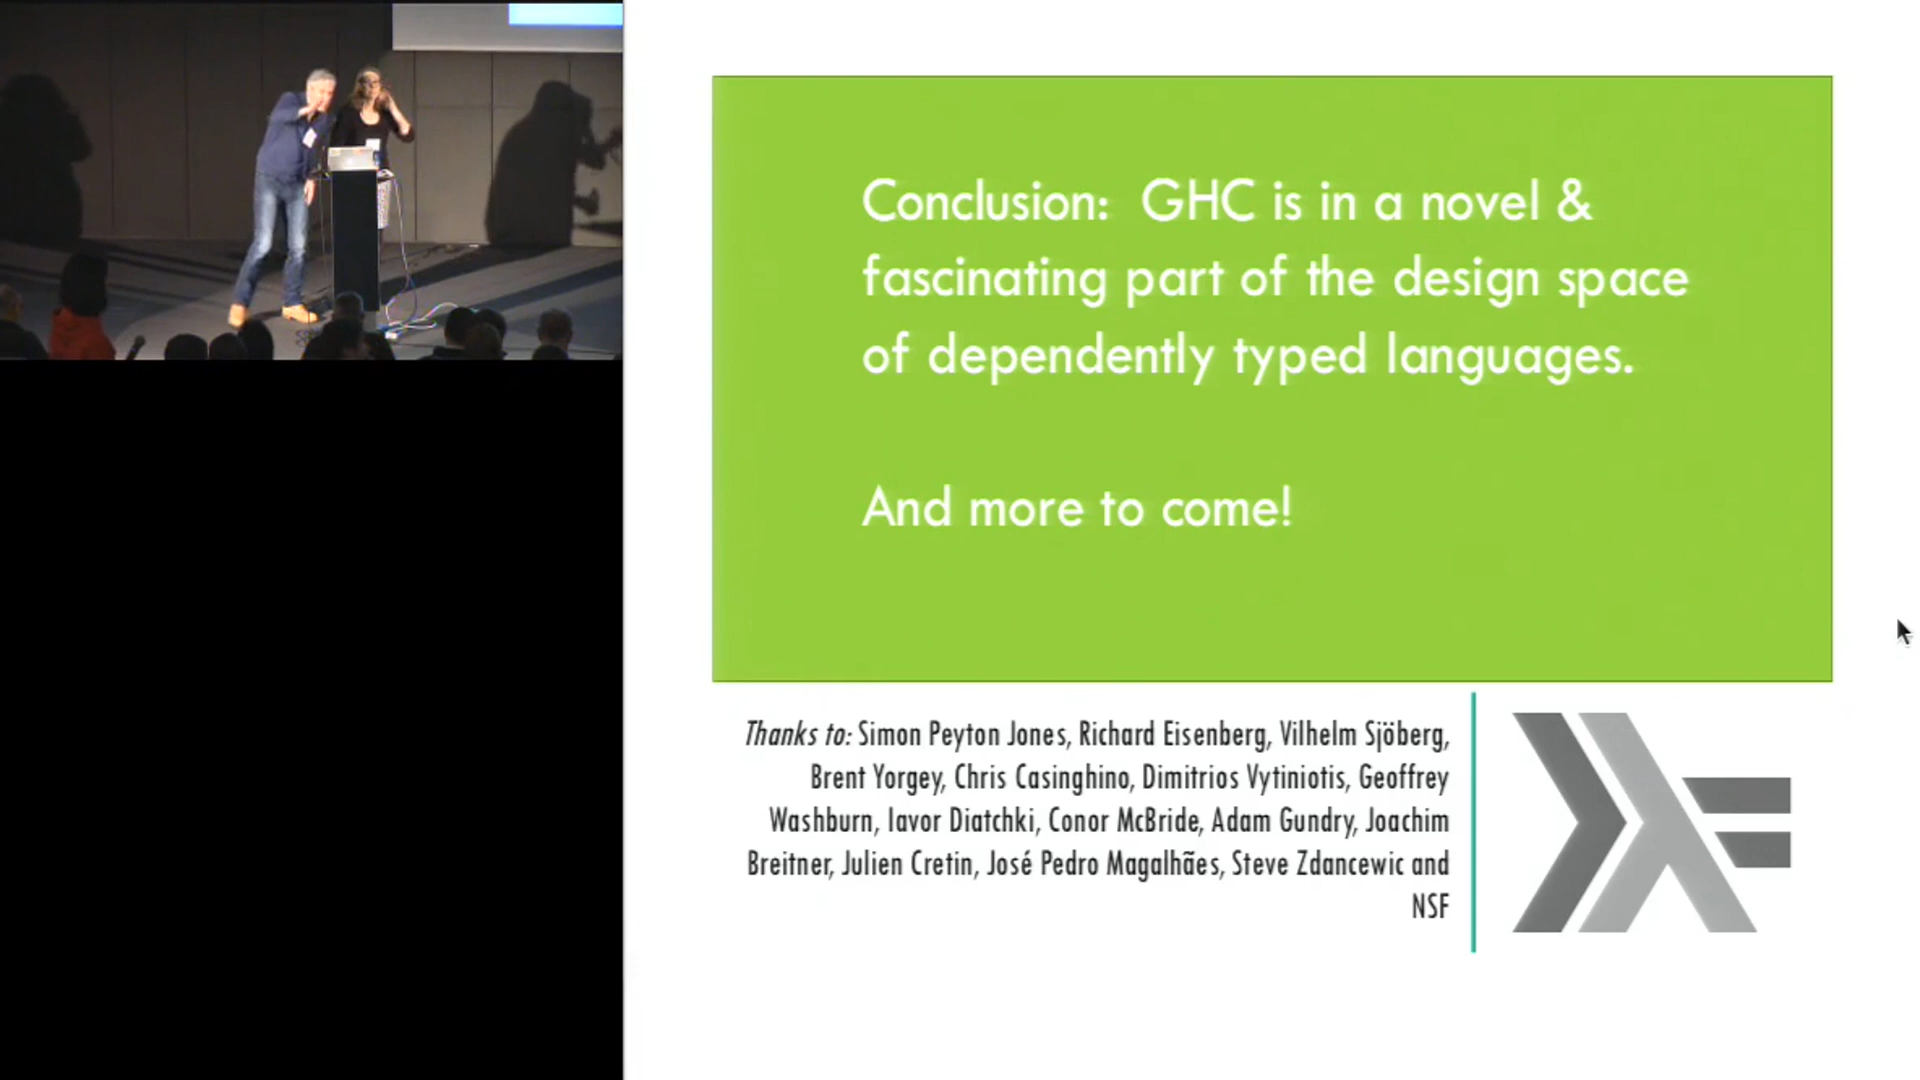 Conclusion: GHC is in a novel &
fascinating part of the design space
of dependently typed languages.
And more to come!
Thanks to: Simon Peyton Jones, Richard Eisenberg, Vilhelm Sjöberg,
Brent Yorgey, Chris Casinghino, Dimitrios Vytiniotis, Geoffrey
Washburn, Iavor Diatchki, Conor McBride, Adam Gundry, Joachim
Breitner, Julien Cretin, José Pedro Magalhães, Steve Zdancewic and
NSF